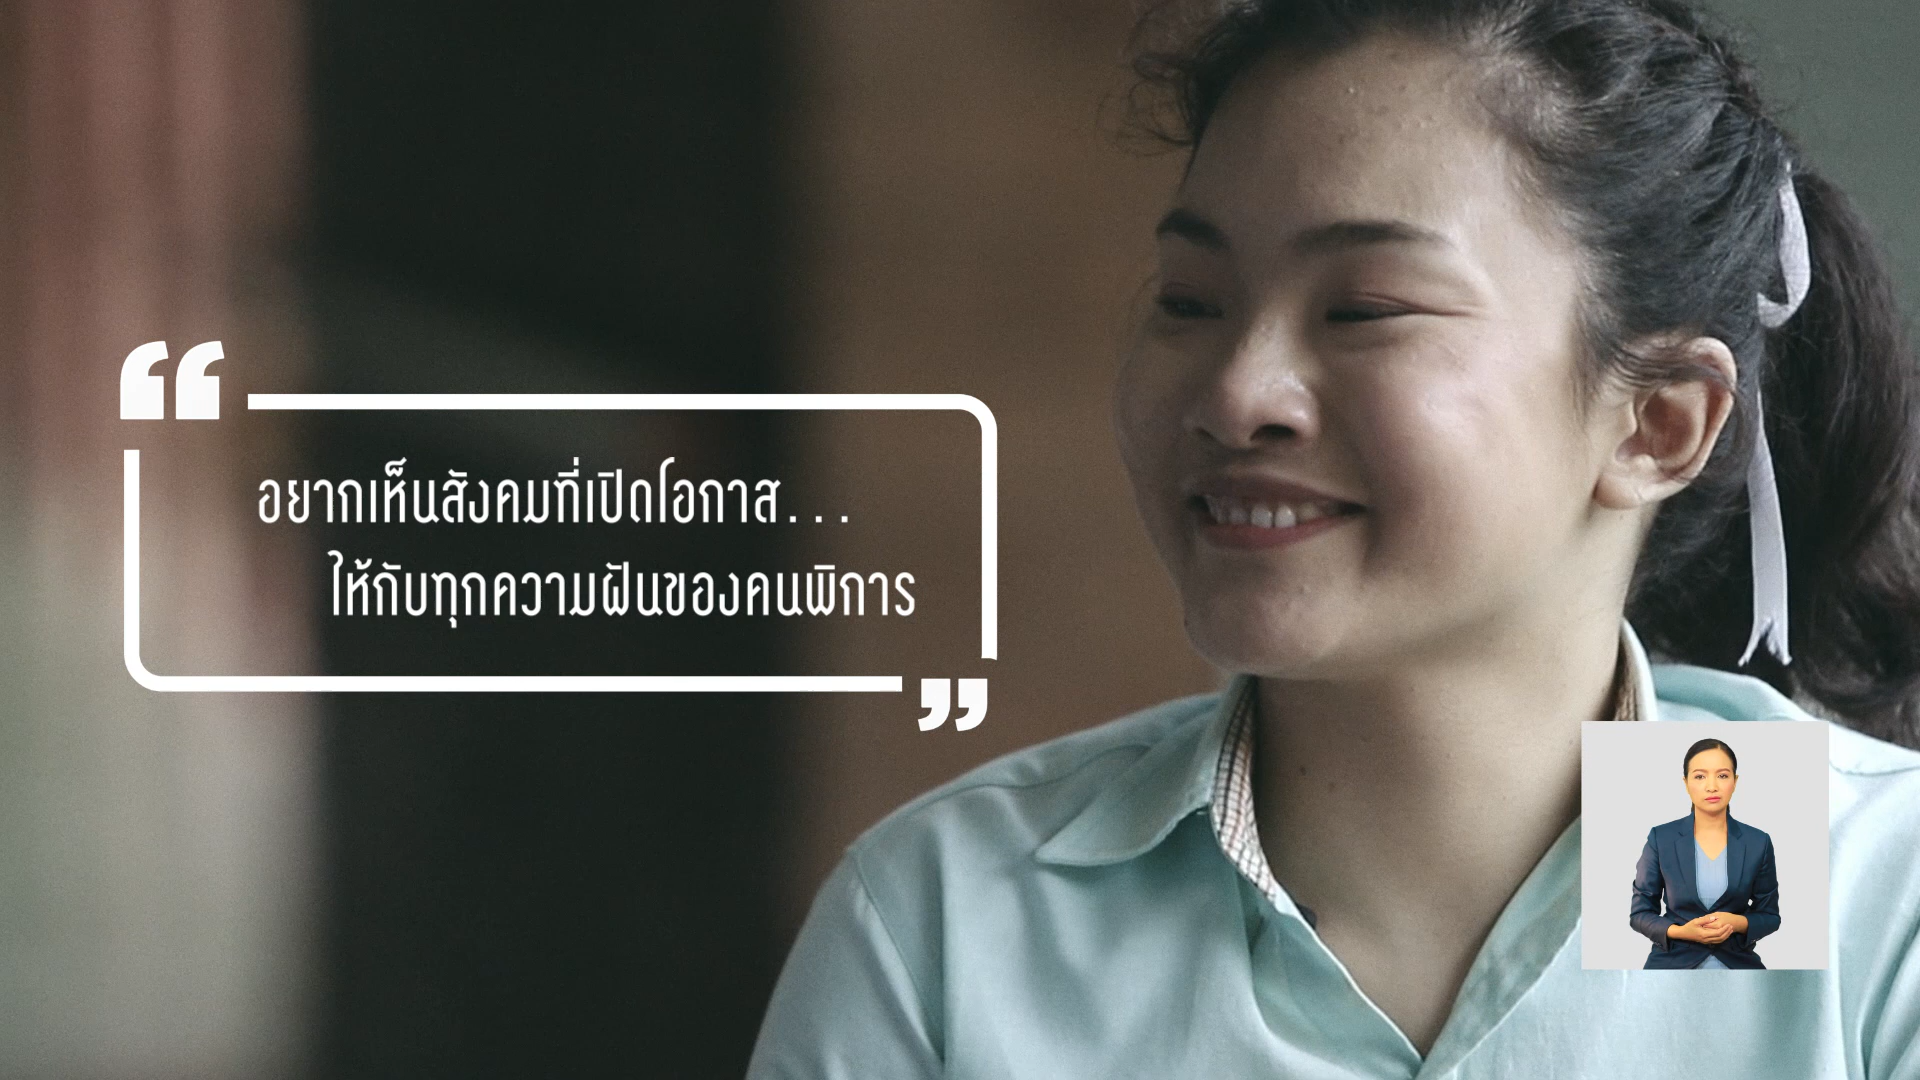 “อยากเห็นสังคมที่เปิดโอกาส...
ให้กับทุกความฝันของคนพิการ”